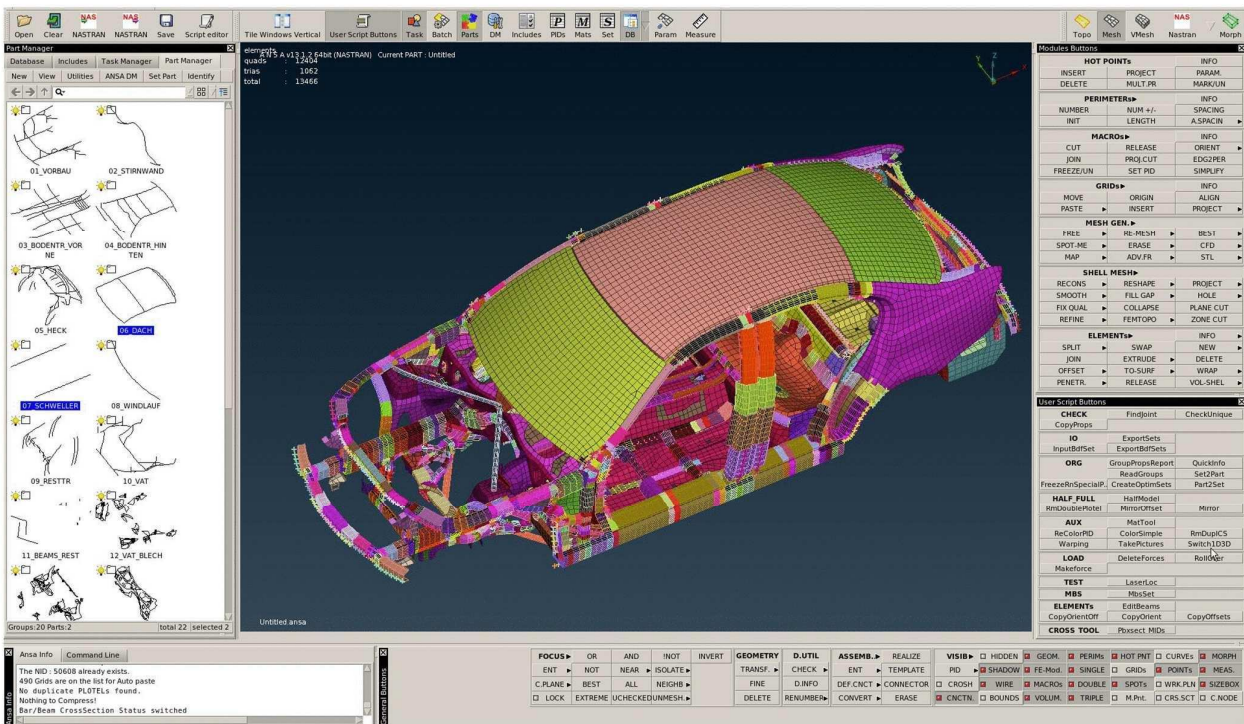 Open Clear NASTRAN NASTRAN Save Script editor Tile Windows Vertical User Script Buttons Task Batch Parts DM Includes PIDs Mats Set DB Param Measure Topo Mesh VMesh Nastran Morph
Part Manager
Database Includes Task Manager Part Manager
New View Utilities ANSA DM Set Part Identify
01_VORBAU 02_STIRNWAND
03_BODENTR_VOR
NE
04_BODENTR_HIN
TEN
05_HECK 06_DACH
07_SCHWELLER 08_WINDLAUF
09_RESTTR 10_VAT
11_BEAMS_REST 12_VAT_BLECH
Groups:20 Parts:2 total 22 selected 2
elements
A N S A v13.1.2 64bit (NASTRAN) Current PART : Untitled
quads : 12404
trias : 1062
total : 13466
Untitled.ansa
Modules Buttons
HOT POINTs INFO
INSERT PROJECT PARAM.
DELETE MULT.PR MARK/UN
PERIMETERs INFO
NUMBER NUM +/- SPACING
INIT LENGTH A.SPACIN
MACROs INFO
CUT RELEASE ORIENT
JOIN PROJ.CUT EDG2PER
FREEZE/UN SET PID SIMPLIFY
GRIDs INFO
MOVE ORIGIN ALIGN
PASTE INSERT PROJECT
MESH GEN.
FREE RE-MESH BEST
SPOT-ME ERASE CFD
MAP ADV.FR STL
SHELL MESH
RECONS RESHAPE PROJECT
SMOOTH FILL GAP HOLE
FIX QUAL COLLAPSE PLANE CUT
REFINE FEMTOPO ZONE CUT
ELEMENTs INFO
SPLIT SWAP NEW
JOIN EXTRUDE DELETE
OFFSET TO-SURF WRAP
PENETR. RELEASE VOL-SHEL
User Script Buttons
CHECK FindJoint CheckUnique
CopyProps
IO ExportSets
InputBdfSet ExportBdfSets
ORG GroupPropsReport QuickInfo
ReadGroups Set2Part
FreezeRnSpecialP. CreateOptimSets Part2Set
HALF_FULL HalfModel
RmDoublePlotel MirrorOffset Mirror
AUX MatTool
ReColorPID ColorSimple RmDuplCS
Warping TakePictures Switch1D3D
LOAD DeleteForces RollOver
Makeforce
TEST LaserLoc
MBS MbsSet
ELEMENTs EditBeams
CopyOrientOff CopyOrient CopyOffsets
CROSS TOOL Pbxsect MIDs
Ansa Info
Ansa Info Command Line
The NID : 50608 already exists.
490 Grids are on the list for Auto paste
No duplicate PLOTELs found.
Nothing to Compress!
Bar/Beam CrossSection Status switched
General Buttons
FOCUS OR AND !NOT INVERT GEOMETRY D.UTIL ASSEMB. REALIZE VISIB HIDDEN GEOM. PERIMs HOT PNT CURVEs MORPH
ENT NOT NEAR ISOLATE TRANSF. CHECK ENT TEMPLATE PID SHADOW FE-Mod. SINGLE GRIDs POINTs MEAS.
C.PLANE BEST ALL NEIGHB FINE D.INFO DEF.CNCT CONNECTOR CROSH WIRE MACROs DOUBLE SPOTs WRK.PLN SIZEBOX
LOCK EXTREME UCHECKED UNMESH. DELETE RENUMBER CONVERT ERASE CNCTN. BOUNDS VOLUM. TRIPLE M.Pnt. CRS.SCT C.NODE